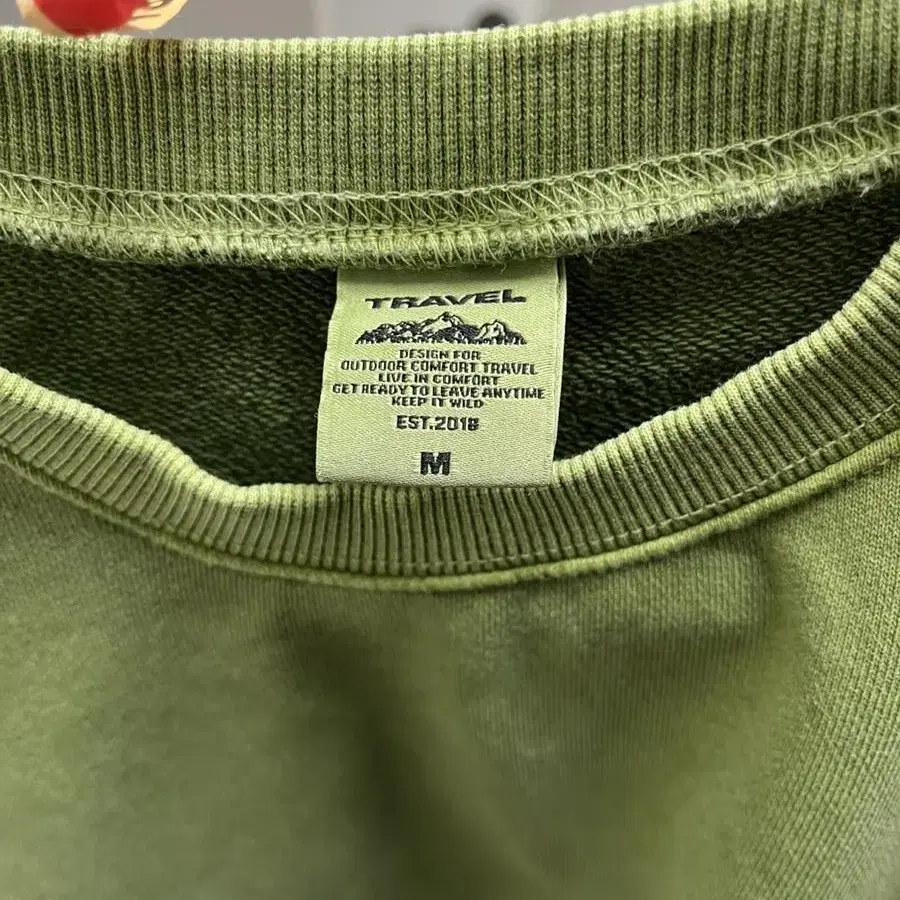 TRAVEL
DESIGN FOR
OUTDOOR COMFORT TRAVEL
LIVE IN COMFORT
GET READY TO LEAVE ANYTIME
KEEP IT WILD
EST.2018
M